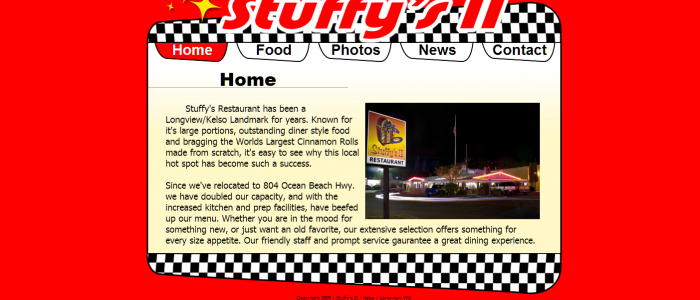 Stuffy's II
Home Food Photos News Contact
Home
Stuffy's Restaurant has been a
Longview/Kelso Landmark for years. Known for
it's large portions, outstanding diner style food
and bragging the Worlds Largest Cinnamon Rolls
made from scratch, it's easy to see why this local
hot spot has become such a success.
Stuffy's II
RESTAURANT
Since we've relocated to 804 Ocean Beach Hwy.
we have doubled our capacity, and with the
increased kitchen and prep facilities, have beefed
up our menu. Whether you are in the mood for
something new, or just want an old favorite, our extensive selection offers something for
every size appetite. Our friendly staff and prompt service gaurantee a great dining experience.